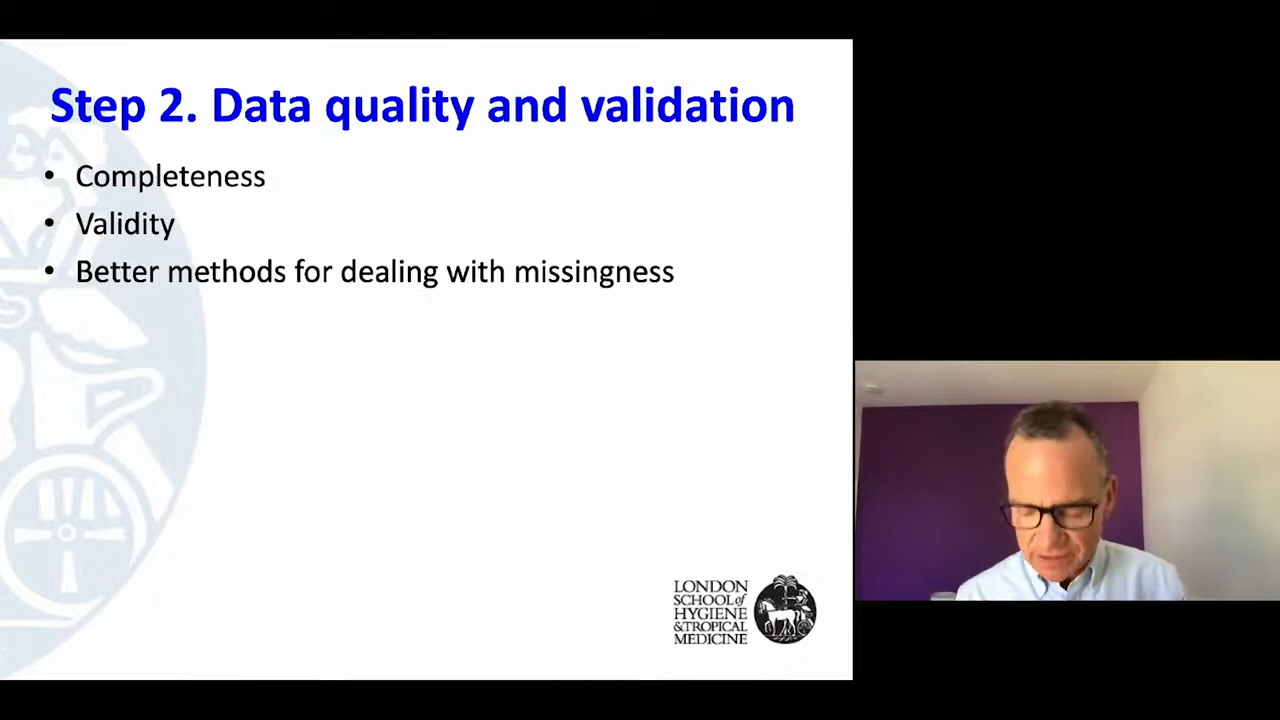 Step 2. Data quality and validation
• Completeness
• Validity
• Better methods for dealing with missingness
LONDON
SCHOOL of
HYGIENE
& TROPICAL
MEDICINE